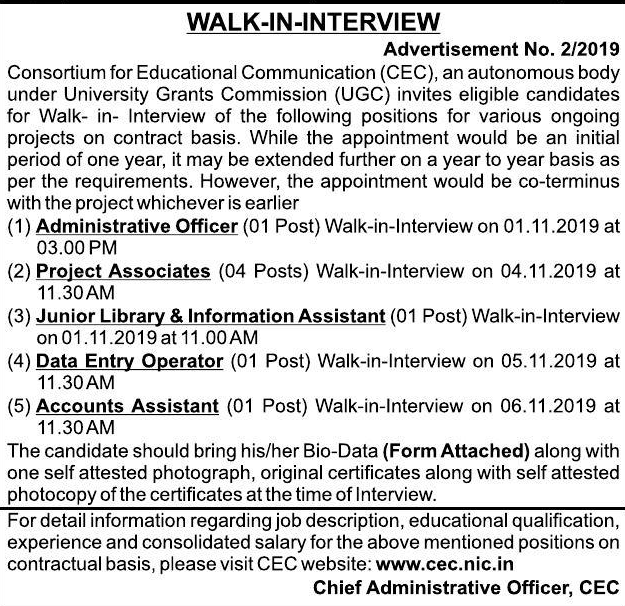 WALK-IN-INTERVIEW
Advertisement No. 2/2019
Consortium for Educational Communication (CEC), an autonomous body
under University Grants Commission (UGC) invites eligible candidates
for Walk- in- Interview of the following positions for various ongoing
projects on contract basis. While the appointment would be an initial
period of one year, it may be extended further on a year to year basis as
per the requirements. However, the appointment would be co-terminus
with the project whichever is earlier
(1) Administrative Officer (01 Post) Walk-in-Interview on 01.11.2019 at
03.00 PM
(2) Project Associates (04 Posts) Walk-in-Interview on 04.11.2019 at
11.30 AM
(3) Junior Library & Information Assistant (01 Post) Walk-in-Interview
on 01.11.2019 at 11.00 AM
(4) Data Entry Operator (01 Post) Walk-in-Interview on 05.11.2019 at
11.30 AM
(5) Accounts Assistant (01 Post) Walk-in-Interview on 06.11.2019 at
11.30 AM
The candidate should bring his/her Bio-Data (Form Attached) along with
one self attested photograph, original certificates along with self attested
photocopy of the certificates at the time of Interview.
For detail information regarding job description, educational qualification,
experience and consolidated salary for the above mentioned positions on
contractual basis, please visit CEC website: www.cec.nic.in
Chief Administrative Officer, CEC